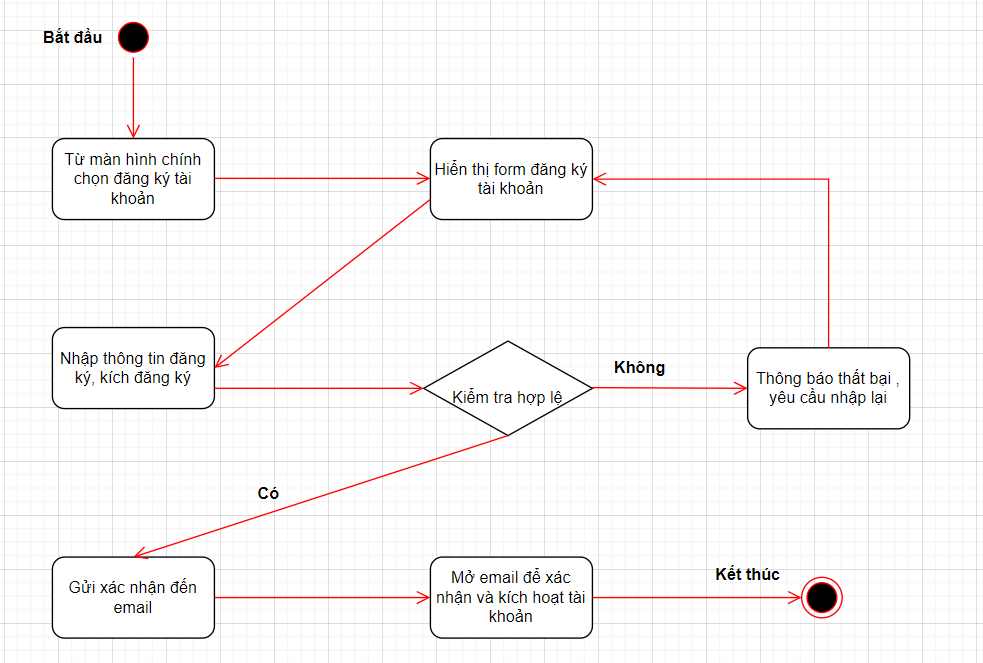 Bắt đầu
Từ màn hình chính
chọn đăng ký tài
khoản
Hiển thị form đăng ký
tài khoản
Nhập thông tin đăng
ký, kích đăng ký
Kiểm tra hợp lệ
Không
Thông báo thất bại ,
yêu cầu nhập lại
Có
Gửi xác nhận đến
email
Mở email để xác
nhận và kích hoạt tài
khoản
Kết thúc